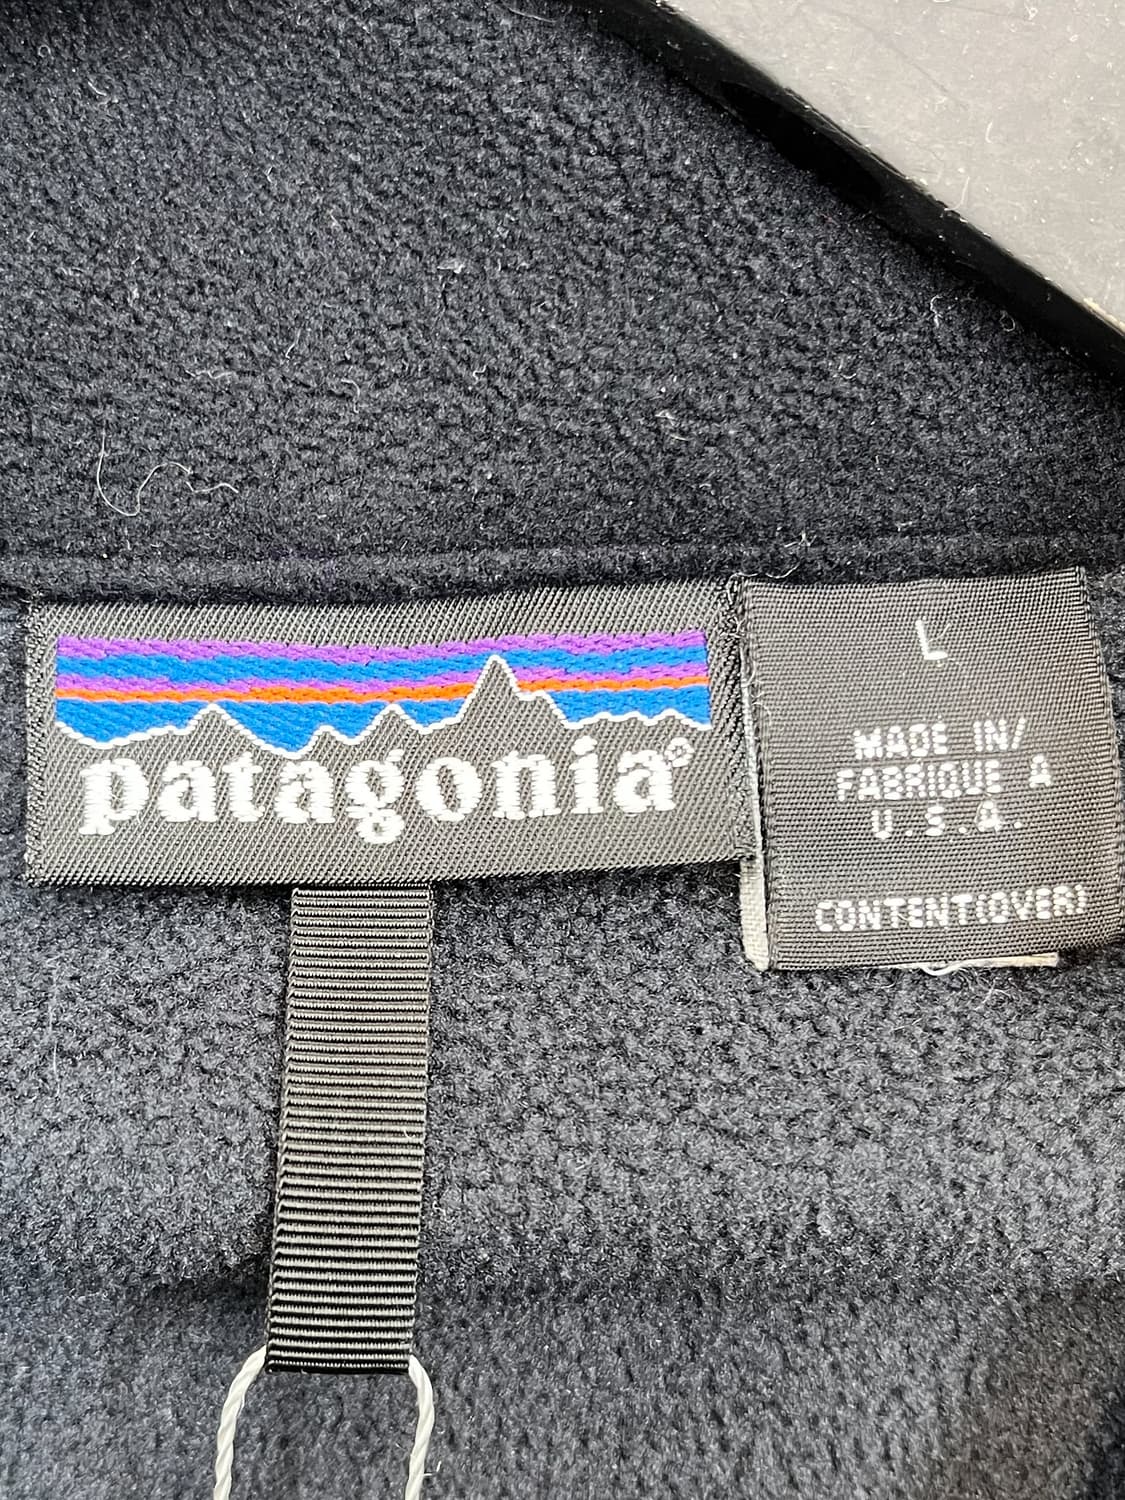 patagonia®
L
MADE IN/
FABRIQUE A
U.S.A.
CONTENT(OVER)